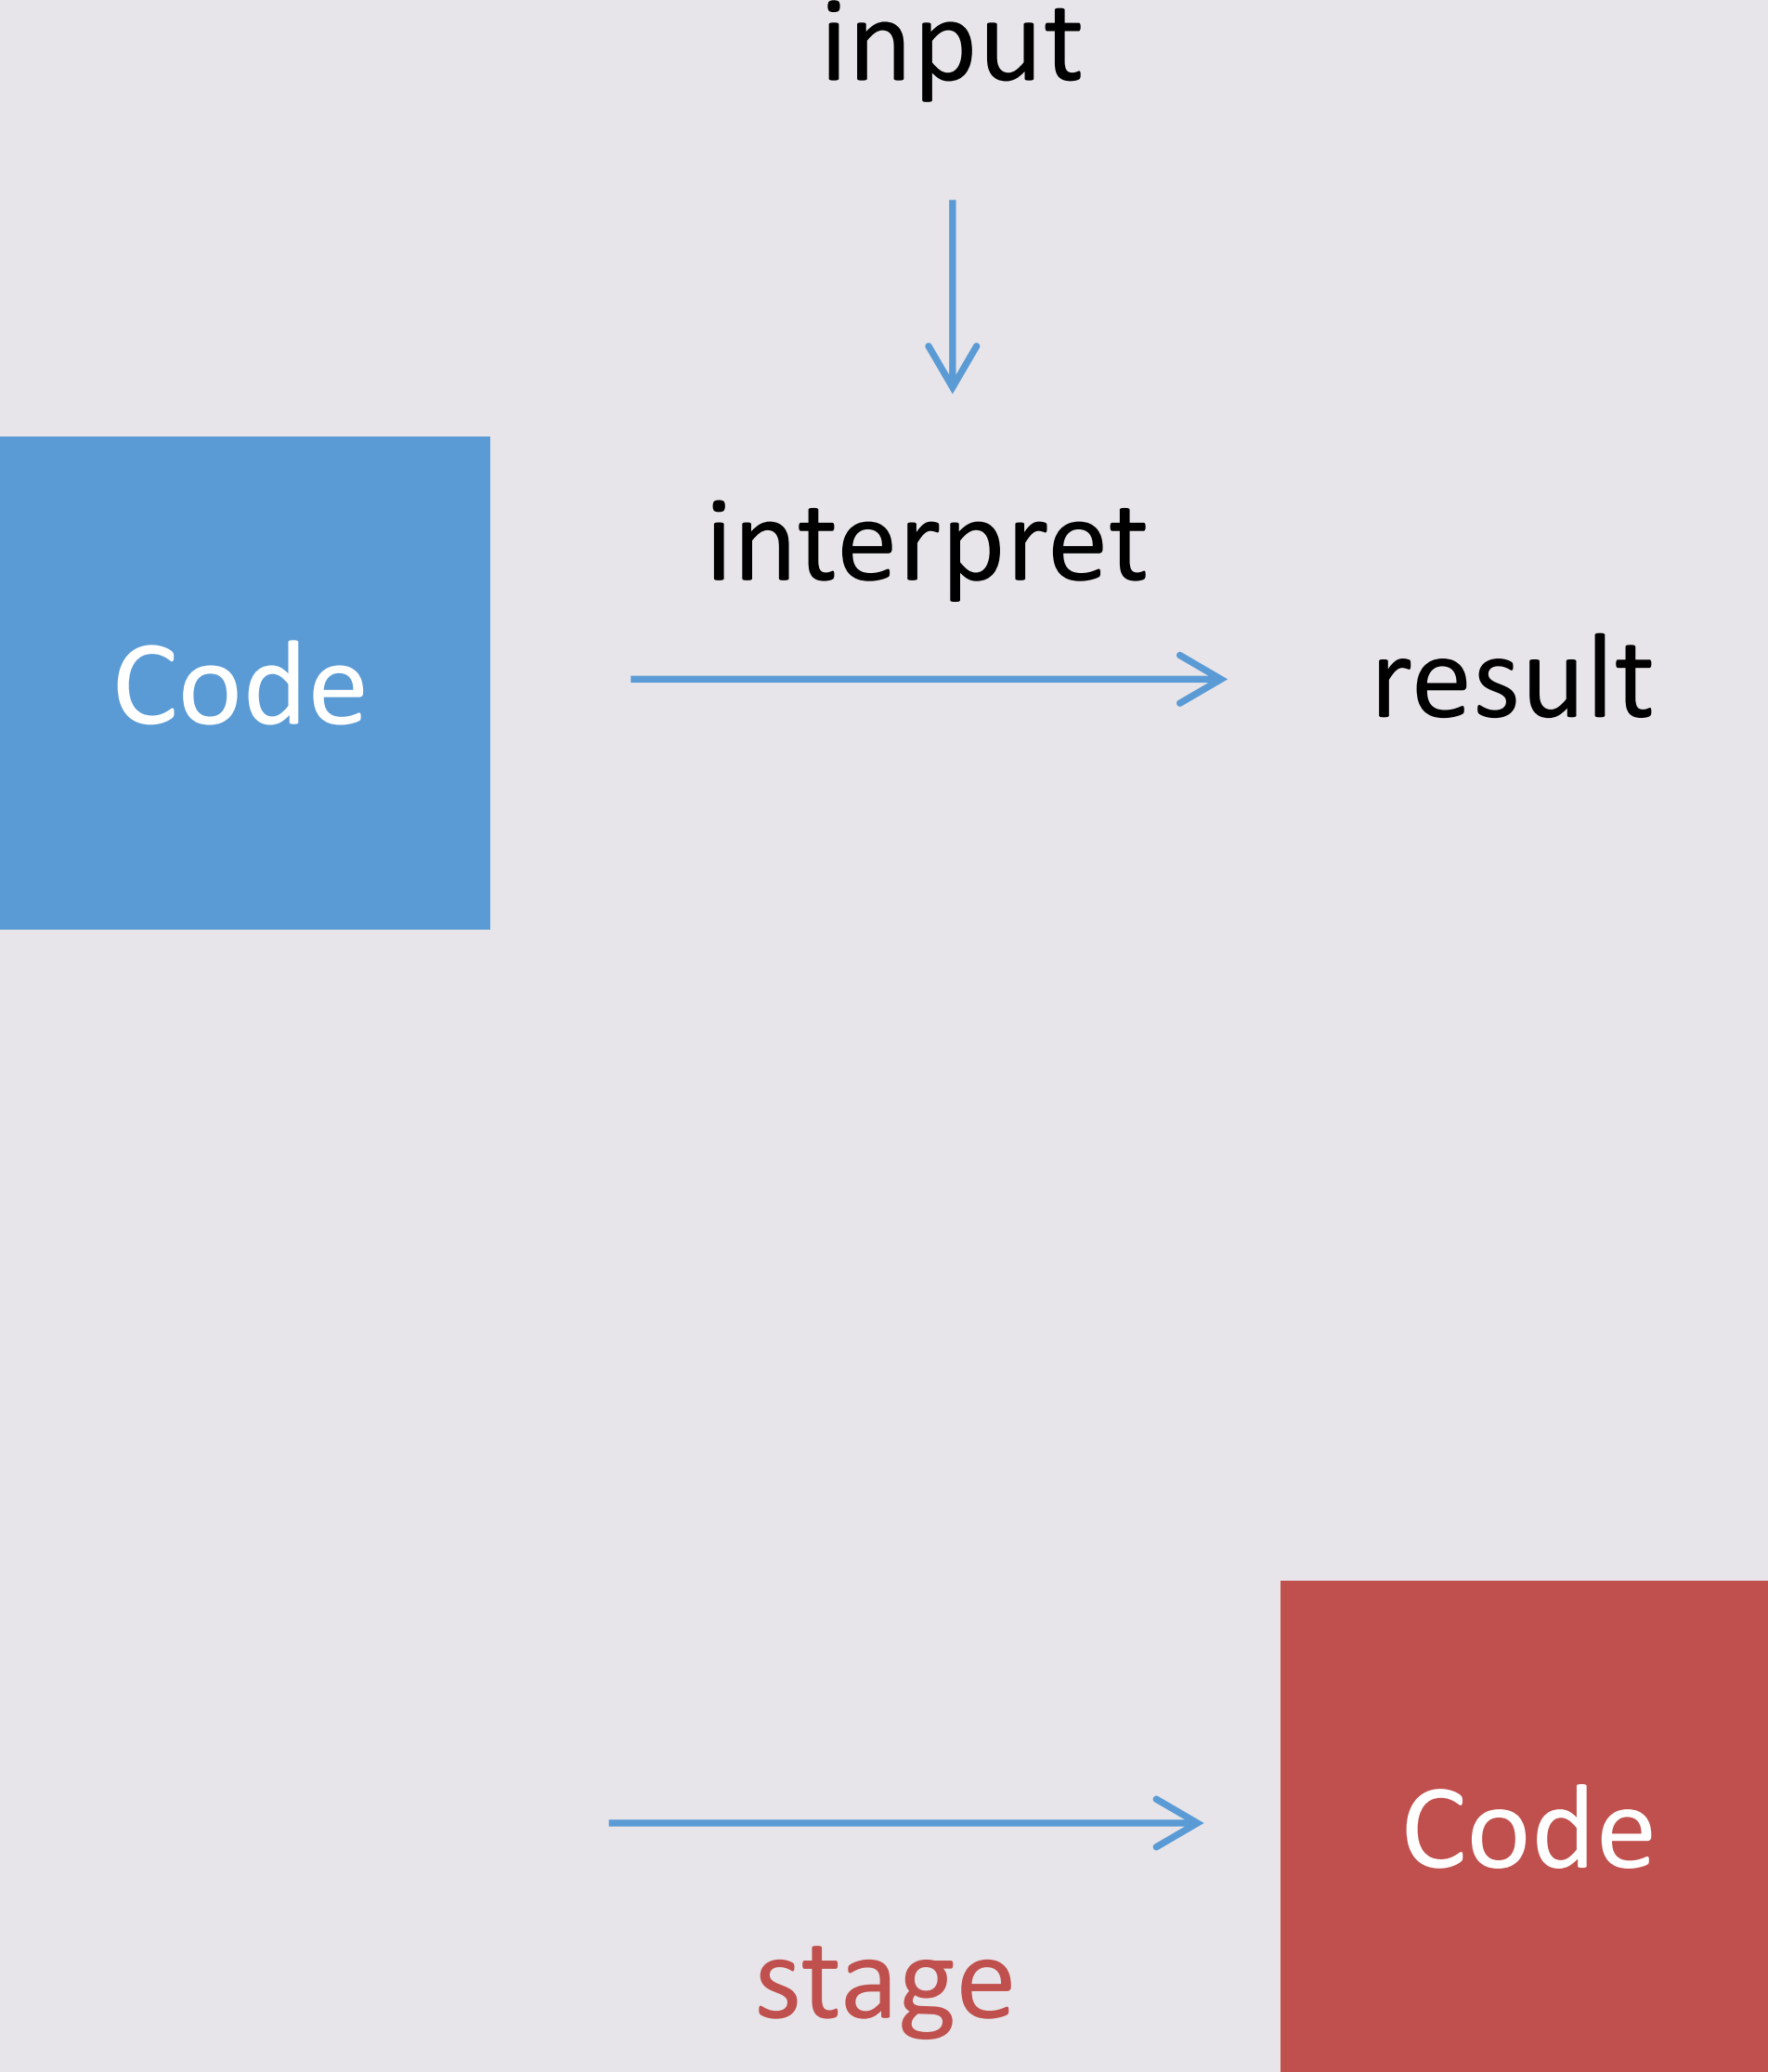 input
interpret
Code
result
Code
stage